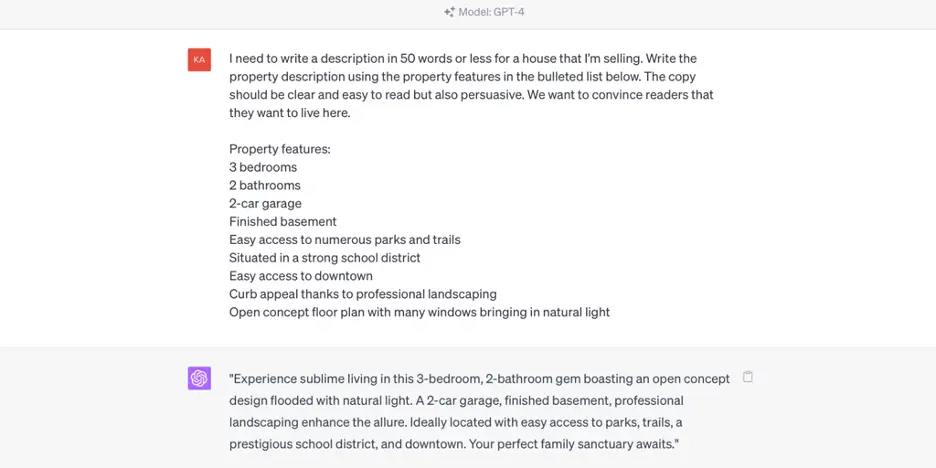 Model: GPT-4
KA
I need to write a description in 50 words or less for a house that I'm selling. Write the
property description using the property features in the bulleted list below. The copy
should be clear and easy to read but also persuasive. We want to convince readers that
they want to live here.
Property features:
3 bedrooms
2 bathrooms
2-car garage
Finished basement
Easy access to numerous parks and trails
Situated in a strong school district
Easy access to downtown
Curb appeal thanks to professional landscaping
Open concept floor plan with many windows bringing in natural light
"Experience sublime living in this 3-bedroom, 2-bathroom gem boasting an open concept
design flooded with natural light. A 2-car garage, finished basement, professional
landscaping enhance the allure. Ideally located with easy access to parks, trails, a
prestigious school district, and downtown. Your perfect family sanctuary awaits."